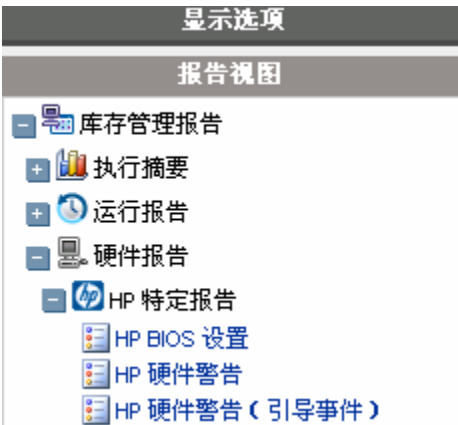 显示选项
报告视图
库存管理报告
执行摘要
运行报告
硬件报告
hp HP 特定报告
HP BIOS 设置
HP 硬件警告
HP 硬件警告（引导事件）